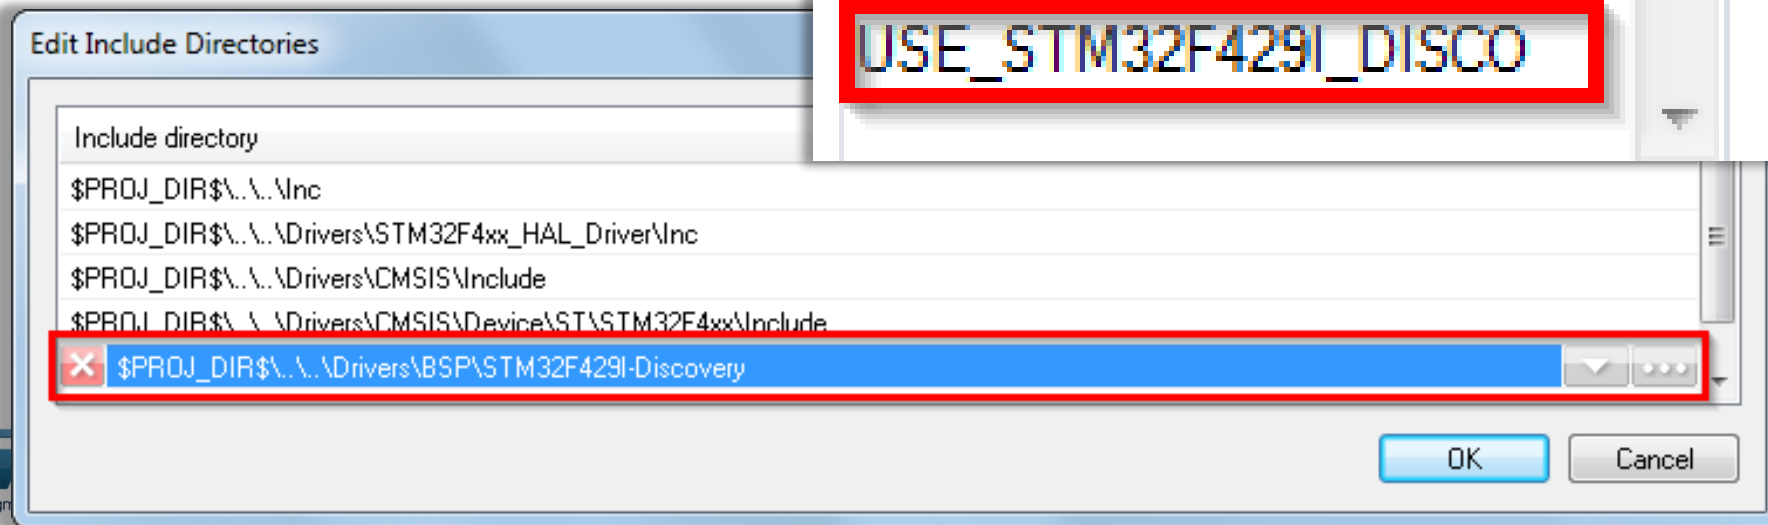 USE_STM32F429I_DISCO
Edit Include Directories
Include directory
$PROJ_DIR$\..\..\Inc
$PROJ_DIR$\..\..\Drivers\STM32F4xx_HAL_Driver\Inc
$PROJ_DIR$\..\..\Drivers\CMSIS\Include
$PROJ_DIR$\..\..\Drivers\CMSIS\Device\ST\STM32F4xx\Include
$PROJ_DIR$\..\..\Drivers\BSP\STM32F429I-Discovery
OK Cancel